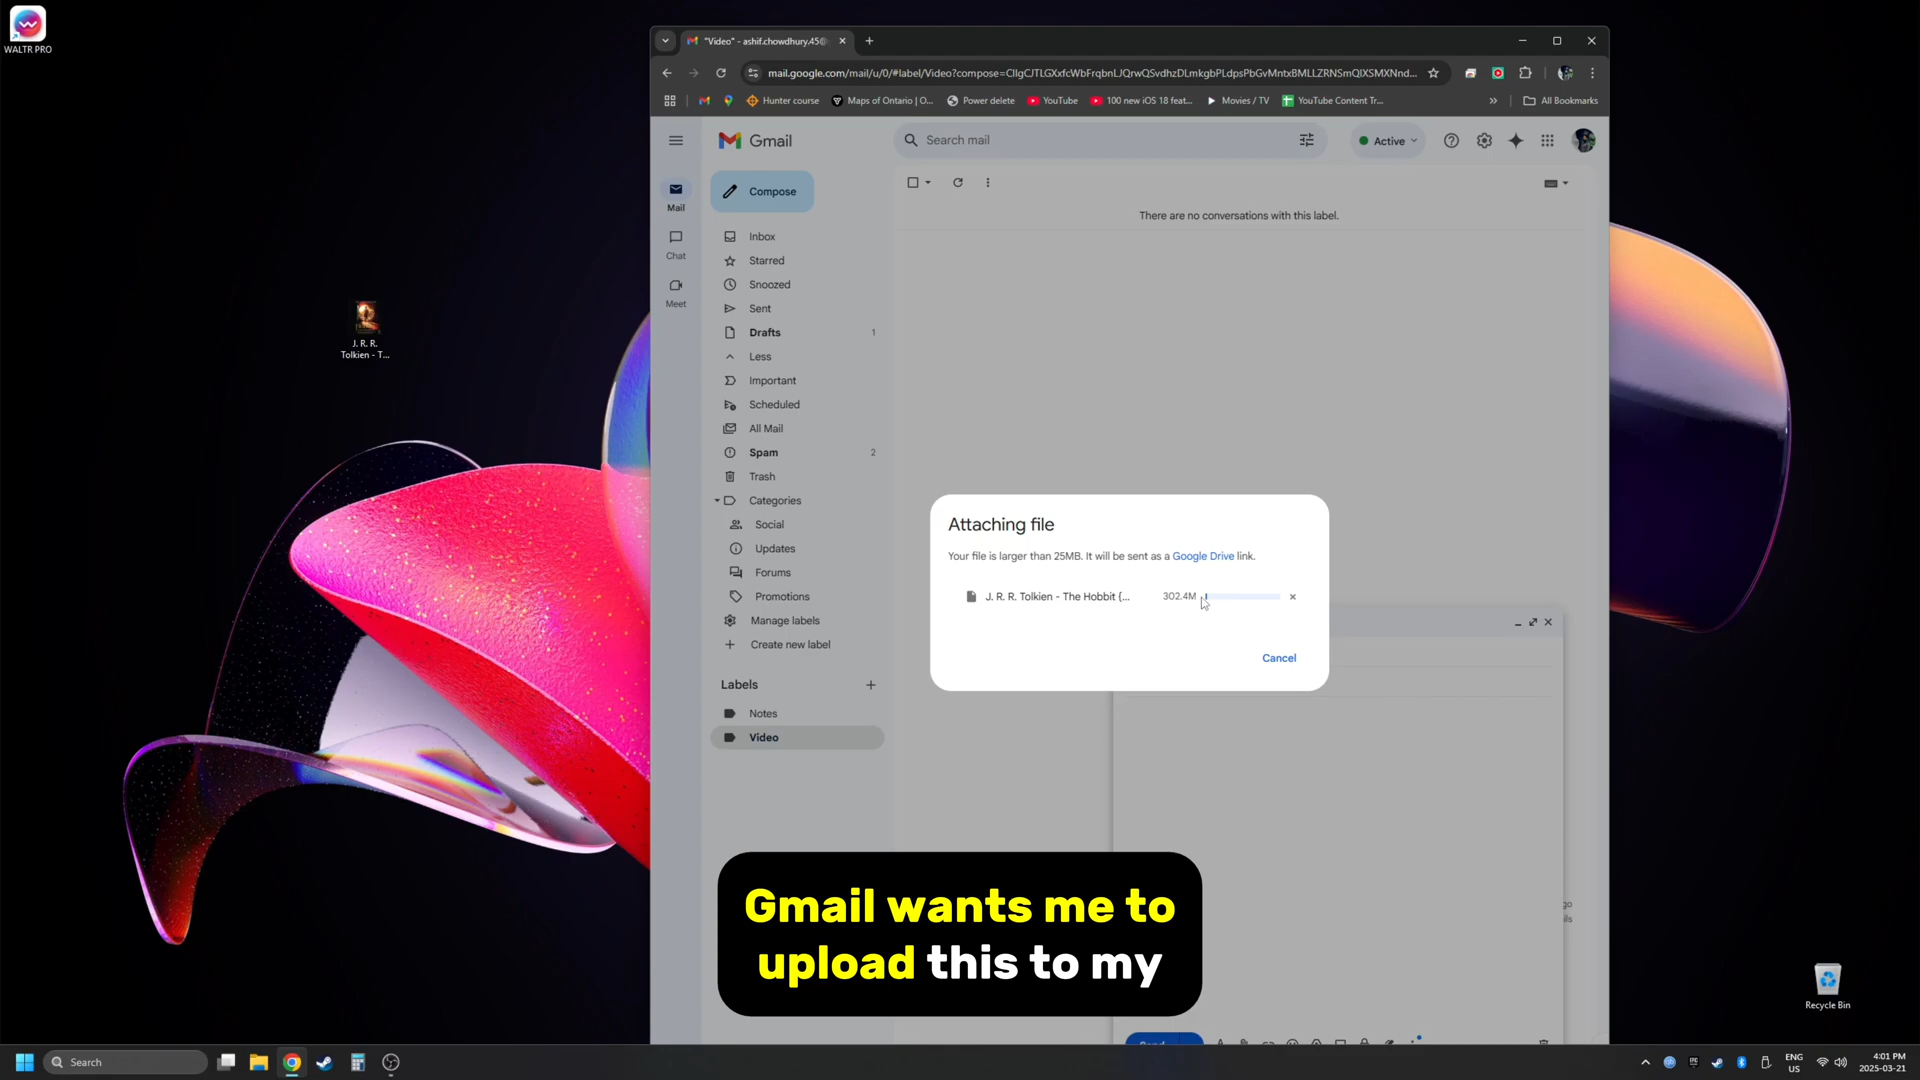 WALTR PRO
"Video" - ashif.chowdhury.45@
mail.google.com/mail/u/0/#label/Video?compose=CllgCJTLGXxfcWbFrqbnLJQrwQSvdhzDLmkgbPLdpsPbGvMntxBMLLZRNSmQlXSMXNnd...
Hunter course
Maps of Ontario | O...
Power delete
YouTube
100 new iOS 18 feat...
Movies / TV
YouTube Content Tr...
»
All Bookmarks
Gmail
Search mail
Active
Compose
Mail
There are no conversations with this label.
Inbox
Chat
Starred
Snoozed
Meet
Sent
Drafts 1
Less
Important
Scheduled
All Mail
Spam 2
Trash
Categories
Social
Updates
Forums
Promotions
Manage labels
Create new label
Labels
Notes
Video
J. R. R.
Tolkien - T...
Attaching file
Your file is larger than 25MB. It will be sent as a Google Drive link.
J. R. R. Tolkien - The Hobbit {... 302.4M
Cancel
Gmail wants me to
upload this to my
Recycle Bin
Search
ENG
US
4:01 PM
2025-03-21